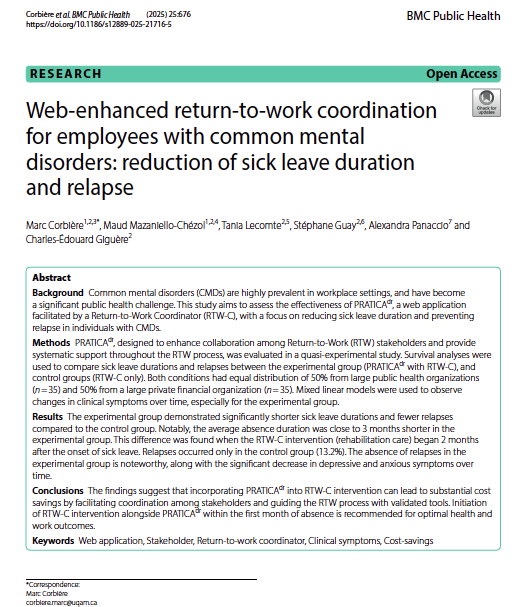 Corbière et al. BMC Public Health (2025) 25:676
https://doi.org/10.1186/s12889-025-21716-5
BMC Public Health
RESEARCH
Open Access
Check for
updates
Web-enhanced return-to-work coordination
for employees with common mental
disorders: reduction of sick leave duration
and relapse
Marc Corbière1,2,3*, Maud Mazaniello-Chézol1,2,4, Tania Lecomte2,5, Stéphane Guay2,6, Alexandra Panaccio7 and
Charles-Édouard Giguère2
Abstract
Background Common mental disorders (CMDs) are highly prevalent in workplace settings, and have become
a significant public health challenge. This study aims to assess the effectiveness of PRATICAdr, a web application
facilitated by a Return-to-Work Coordinator (RTW-C), with a focus on reducing sick leave duration and preventing
relapse in individuals with CMDs.
Methods PRATICAdr, designed to enhance collaboration among Return-to-Work (RTW) stakeholders and provide
systematic support throughout the RTW process, was evaluated in a quasi-experimental study. Survival analyses were
used to compare sick leave durations and relapses between the experimental group (PRATICAdr with RTW-C), and
control groups (RTW-C only). Both conditions had equal distribution of 50% from large public health organizations
(n=35) and 50% from a large private financial organization (n=35). Mixed linear models were used to observe
changes in clinical symptoms over time, especially for the experimental group.
Results The experimental group demonstrated significantly shorter sick leave durations and fewer relapses
compared to the control group. Notably, the average absence duration was close to 3 months shorter in the
experimental group. This difference was found when the RTW-C intervention (rehabilitation care) began 2 months
after the onset of sick leave. Relapses occurred only in the control group (13.2%). The absence of relapses in the
experimental group is noteworthy, along with the significant decrease in depressive and anxious symptoms over
time.
Conclusions The findings suggest that incorporating PRATICAdr into RTW-C intervention can lead to substantial cost
savings by facilitating coordination among stakeholders and guiding the RTW process with validated tools. Initiation
of RTW-C intervention alongside PRATICAdr within the first month of absence is recommended for optimal health and
work outcomes.
Keywords Web application, Stakeholder, Return-to-work coordinator, Clinical symptoms, Cost-savings
*Correspondence:
Marc Corbière
corbiere.marc@uqam.ca